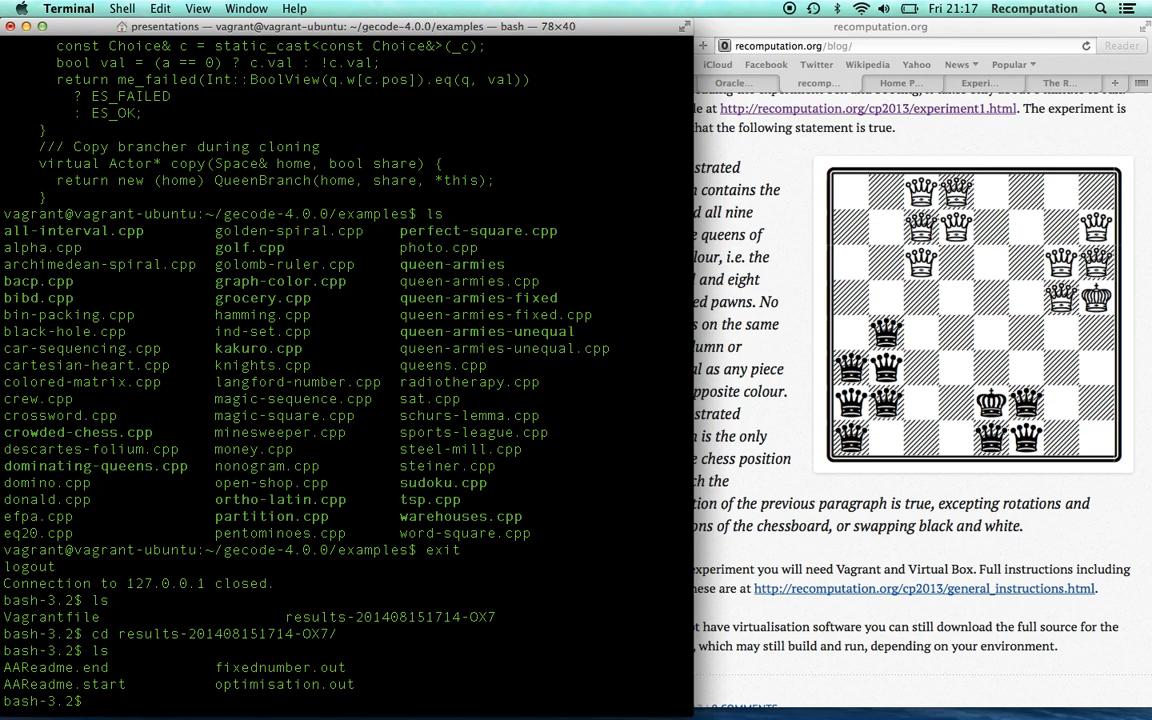 Terminal Shell Edit View Window Help Fri 21:17 Recomputation
presentations — vagrant@vagrant-ubuntu: ~/gecode-4.0.0/examples — bash — 78×40
const Choice& c = static_cast<const Choice&>(_c);
bool val = (a == 0) ? c.val : !c.val;
return me_failed(Int::BoolView(q.w[c.pos]).eq(q, val))
? ES_FAILED
: ES_OK;
}
/// Copy brancher during cloning
virtual Actor* copy(Space& home, bool share) {
return new (home) QueenBranch(home, share, *this);
}
vagrant@vagrant-ubuntu:~/gecode-4.0.0/examples$ ls
all-interval.cpp golden-spiral.cpp perfect-square.cpp
alpha.cpp golf.cpp photo.cpp
archimedean-spiral.cpp golomb-ruler.cpp queen-armies
bacp.cpp graph-color.cpp queen-armies.cpp
bibd.cpp grocery.cpp queen-armies-fixed
bin-packing.cpp hamming.cpp queen-armies-fixed.cpp
black-hole.cpp ind-set.cpp queen-armies-unequal
car-sequencing.cpp kakuro.cpp queen-armies-unequal.cpp
cartesian-heart.cpp knights.cpp queens.cpp
colored-matrix.cpp langford-number.cpp radiotherapy.cpp
crew.cpp magic-sequence.cpp sat.cpp
crossword.cpp magic-square.cpp schurs-lemma.cpp
crowded-chess.cpp minesweeper.cpp sports-league.cpp
descartes-folium.cpp money.cpp steel-mill.cpp
dominating-queens.cpp nonogram.cpp steiner.cpp
domino.cpp open-shop.cpp sudoku.cpp
donald.cpp ortho-latin.cpp tsp.cpp
efpa.cpp partition.cpp warehouses.cpp
eq20.cpp pentominoes.cpp word-square.cpp
vagrant@vagrant-ubuntu:~/gecode-4.0.0/examples$ exit
logout
Connection to 127.0.0.1 closed.
bash-3.2$ ls
Vagrantfile results-201408151714-OX7
bash-3.2$ cd results-201408151714-OX7/
bash-3.2$ ls
AAReadme.end fixednumber.out
AAReadme.start optimisation.out
bash-3.2$
recomputation.org
recomputation.org/blog/ Reader
iCloud Facebook Twitter Wikipedia Yahoo News Popular
Oracle... recomp... Home P... Experi... The R...
le at http://recomputation.org/cp2013/experiment1.html. The experiment is
that the following statement is true.
strated
n contains the
d all nine
e queens of
lour, i.e. the
l and eight
ed pawns. No
s on the same
lumn or
al as any piece
pposite colour.
strated
n is the only
e chess position
ch the
tion of the previous paragraph is true, excepting rotations and
ons of the chessboard, or swapping black and white.
experiment you will need Vagrant and Virtual Box. Full instructions including
hese are at http://recomputation.org/cp2013/general_instructions.html.
ot have virtualisation software you can still download the full source for the
, which may still build and run, depending on your environment.